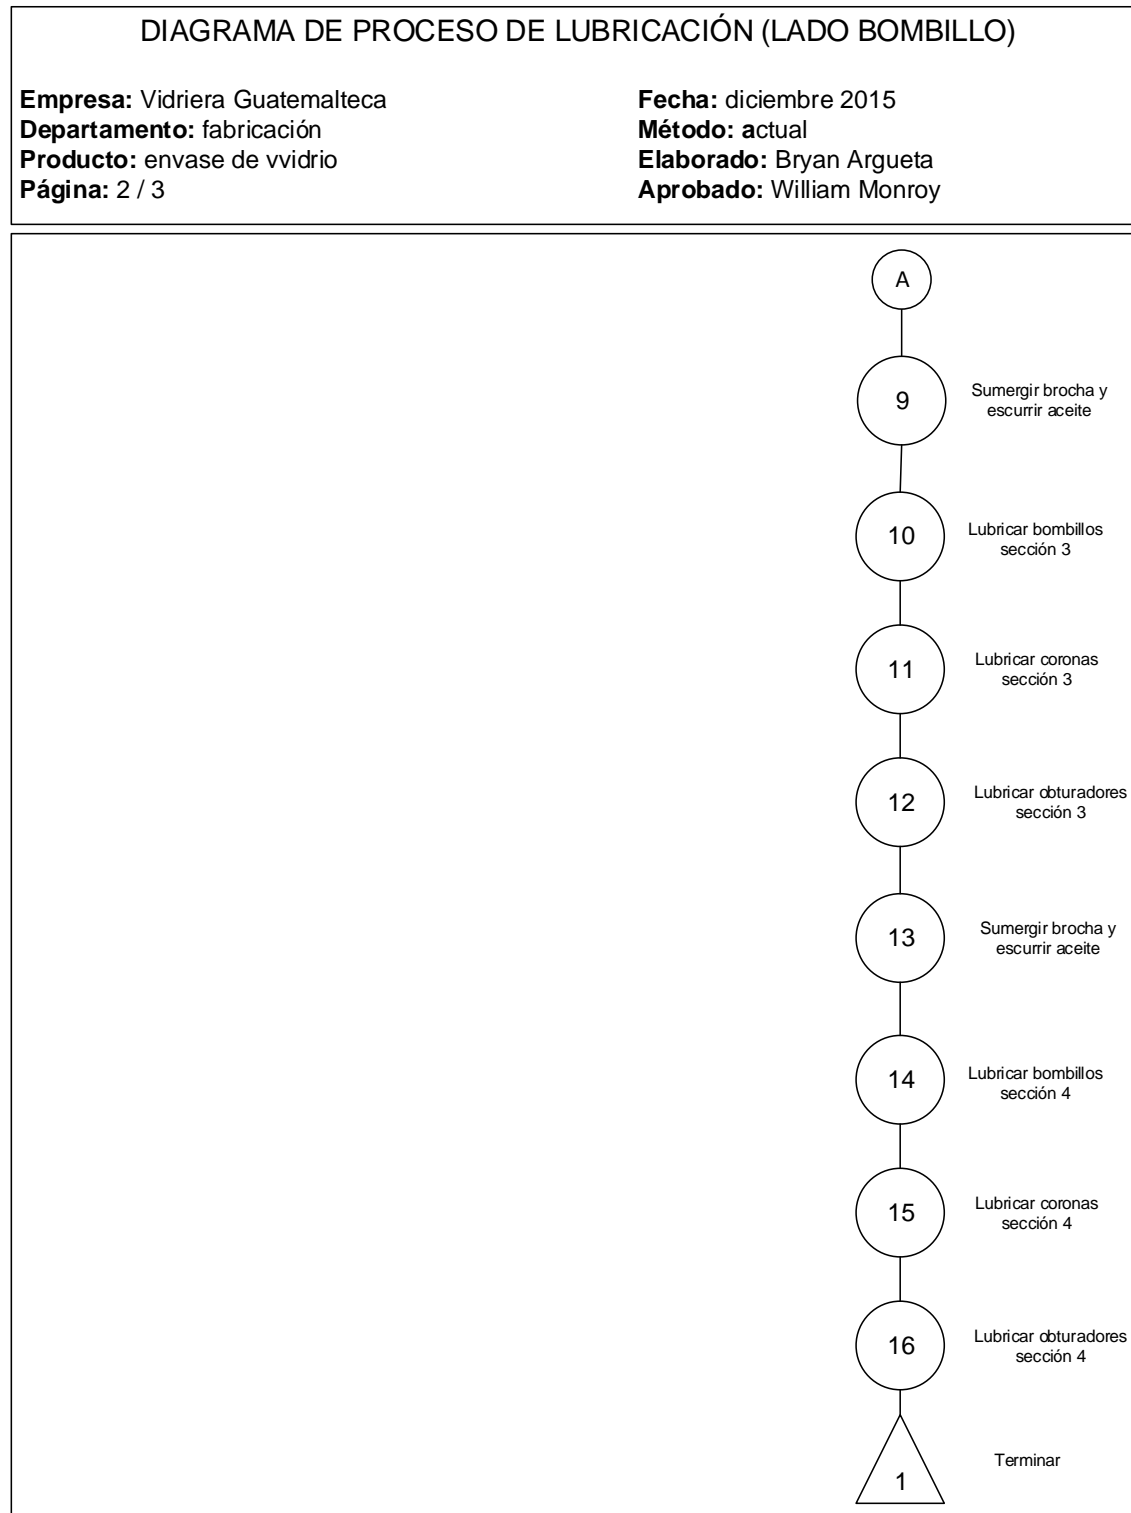 DIAGRAMA DE PROCESO DE LUBRICACIÓN (LADO BOMBILLO)
Empresa: Vidriera Guatemalteca
Departamento: fabricación
Producto: envase de vvidrio
Página: 2 / 3
Fecha: diciembre 2015
Método: actual
Elaborado: Bryan Argueta
Aprobado: William Monroy
A
9
Sumergir brocha y
escurrir aceite
10
Lubricar bombillos
sección 3
11
Lubricar coronas
sección 3
12
Lubricar obturadores
sección 3
13
Sumergir brocha y
escurrir aceite
14
Lubricar bombillos
sección 4
15
Lubricar coronas
sección 4
16
Lubricar obturadores
sección 4
1
Terminar